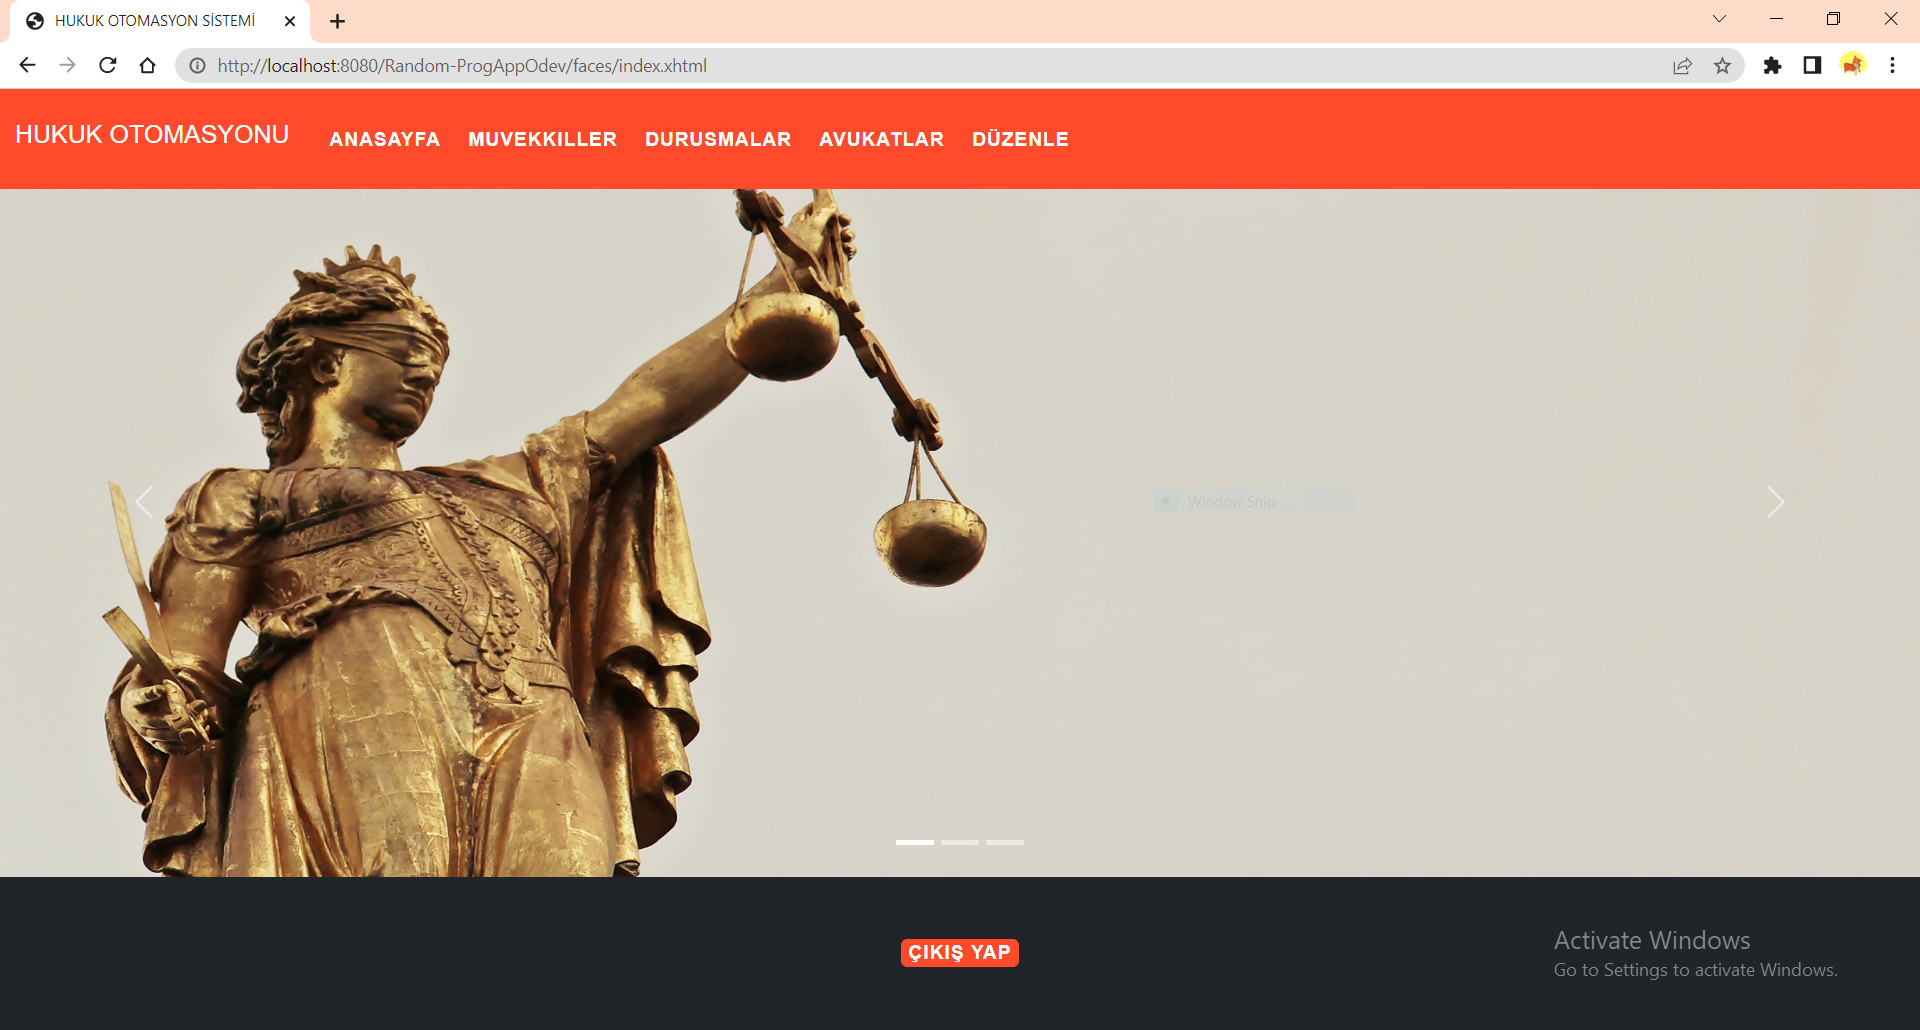 HUKUK OTOMASYON SİSTEMİ
http://localhost:8080/Random-ProgAppOdev/faces/index.xhtml
HUKUK OTOMASYONU ANASAYFA MUVEKKILLER DURUSMALAR AVUKATLAR DÜZENLE
Window Snip
ÇIKIŞ YAP
Activate Windows
Go to Settings to activate Windows.